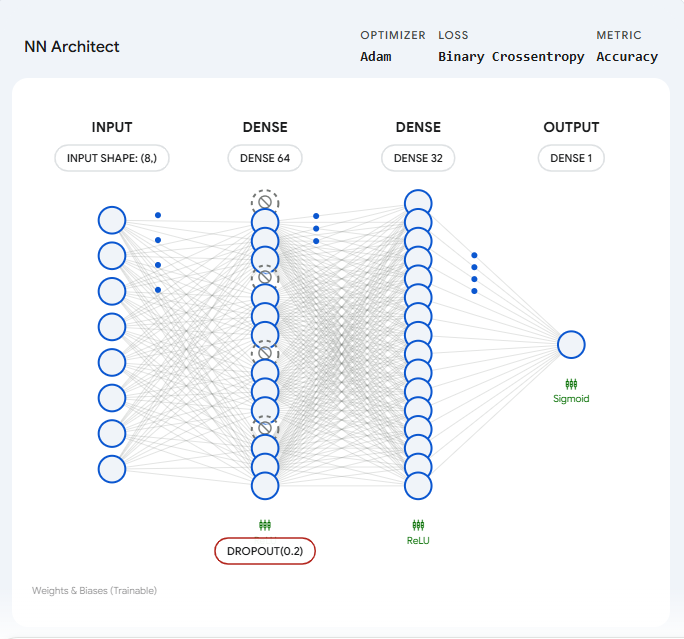 NN Architect
OPTIMIZER LOSS METRIC
Adam Binary Crossentropy Accuracy
INPUT DENSE DENSE OUTPUT
INPUT SHAPE: (8,) DENSE 64 DENSE 32 DENSE 1
Sigmoid
ReLU
DROPOUT(0.2)
Weights & Biases (Trainable)